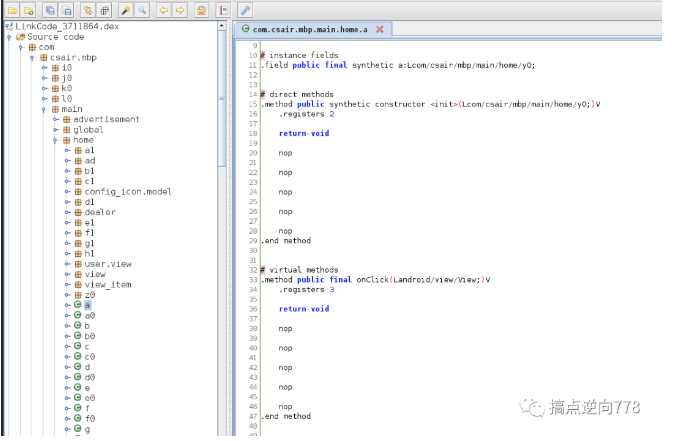 LinkCode_3711864.dex
Source code
com
csair.mbp
i0
j0
k0
l0
main
advertisement
global
home
a1
ad
b1
c1
config_icon.model
d1
dealer
e1
f1
g1
h1
user.view
view
view_item
z0
a
a0
b
b0
c
c0
d
d0
e
e0
f
f0
g
com.csair.mbp.main.home.a
9
10 # instance fields
11 .field public final synthetic a:Lcom/csair/mbp/main/home/y0;
12
13
14 # direct methods
15 .method public synthetic constructor <init>(Lcom/csair/mbp/main/home/y0;)V
16 .registers 2
17
18 return-void
19
20 nop
21
22 nop
23
24 nop
25
26 nop
27
28 nop
29 .end method
30
31
32 # virtual methods
33 .method public final onClick(Landroid/view/View;)V
34 .registers 3
35
36 return-void
37
38 nop
39
40 nop
41
42 nop
43
44 nop
45
46 nop
47 .end method
48
搞点逆向778